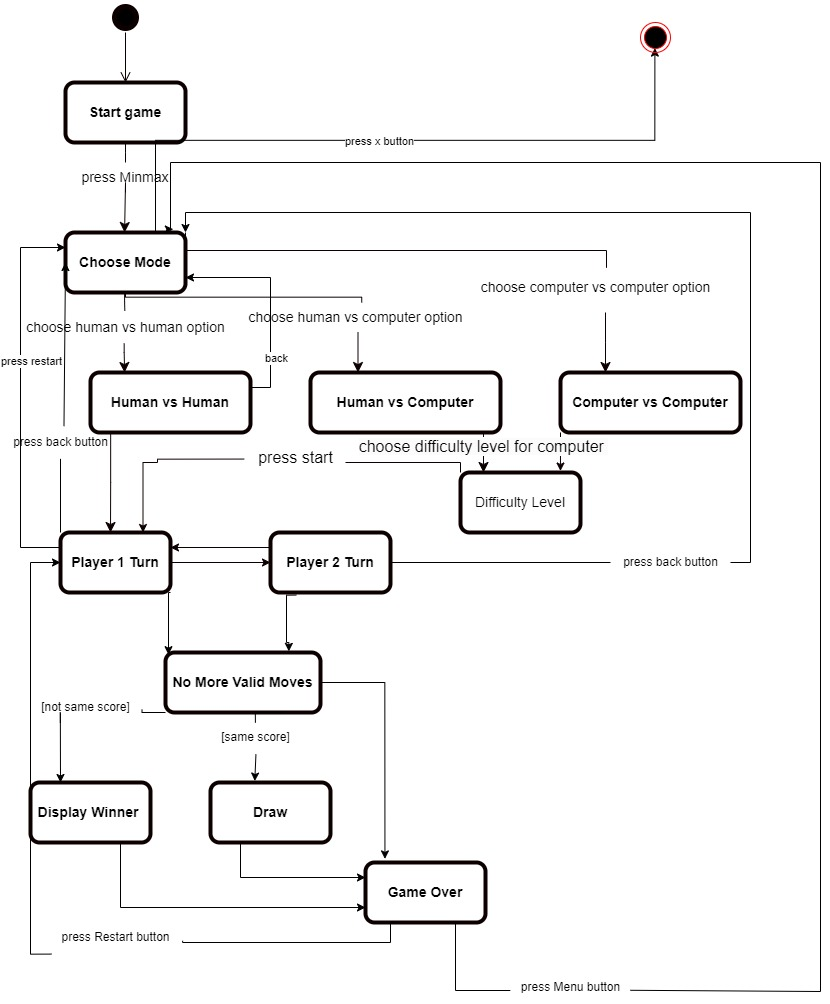 Start game
press x button
press Minmax
Choose Mode
choose computer vs computer option
choose human vs human option
choose human vs computer option
press restart
back
Human vs Human
Human vs Computer
Computer vs Computer
press back button
choose difficulty level for computer
press start
Difficulty Level
Player 1 Turn
Player 2 Turn
press back button
No More Valid Moves
[not same score]
[same score]
Display Winner
Draw
Game Over
press Restart button
press Menu button